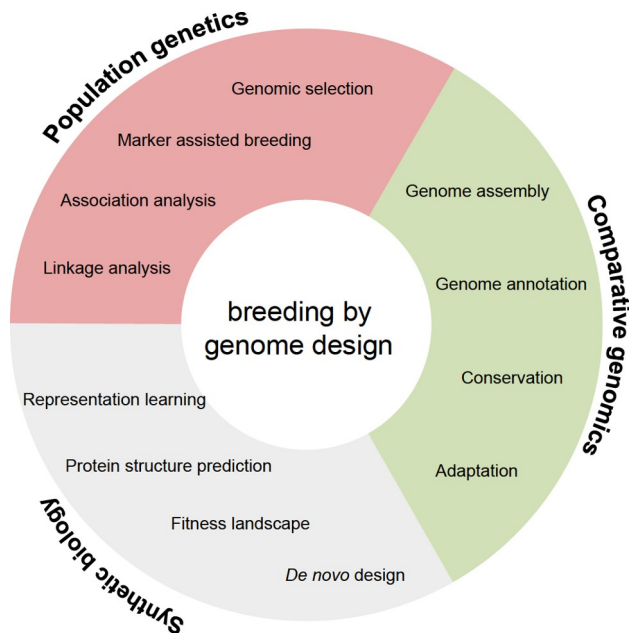 Population genetics
Genomic selection
Marker assisted breeding
Association analysis
Linkage analysis
Comparative genomics
Genome assembly
Genome annotation
Conservation
Adaptation
breeding by
genome design
Synthetic biology
Representation learning
Protein structure prediction
Fitness landscape
De novo design